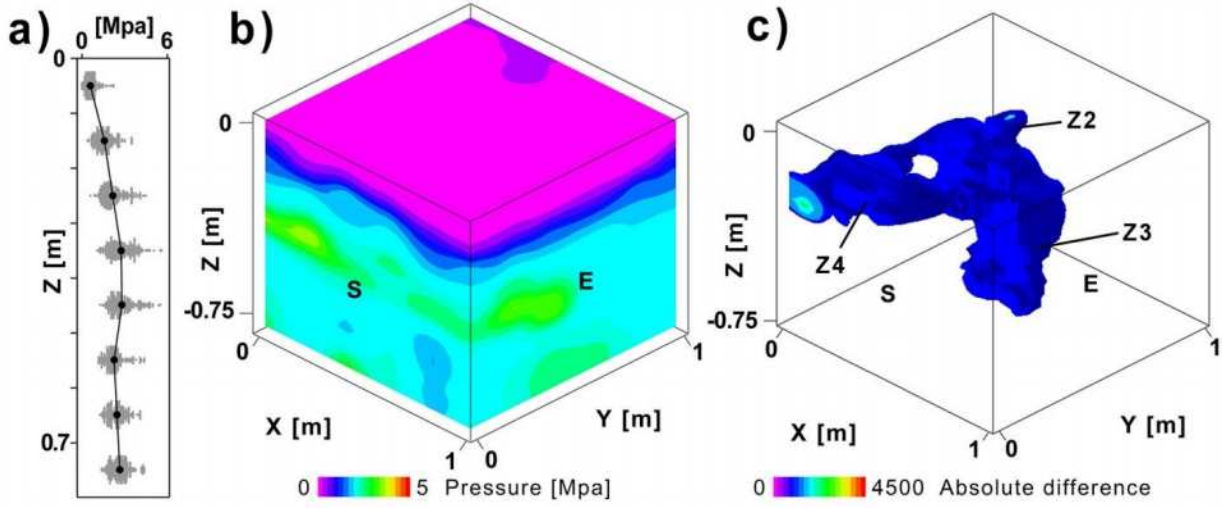 a)
[Mpa]
0 6
0
Z [m]
0.7
b)
0
Z [m]
-0.75
0
X [m]
1 0
Y [m]
1
S
E
0 5 Pressure [Mpa]
c)
0
Z [m]
-0.75
0
X [m]
1 0
Y [m]
1
Z2
Z3
Z4
S
E
0 4500 Absolute difference